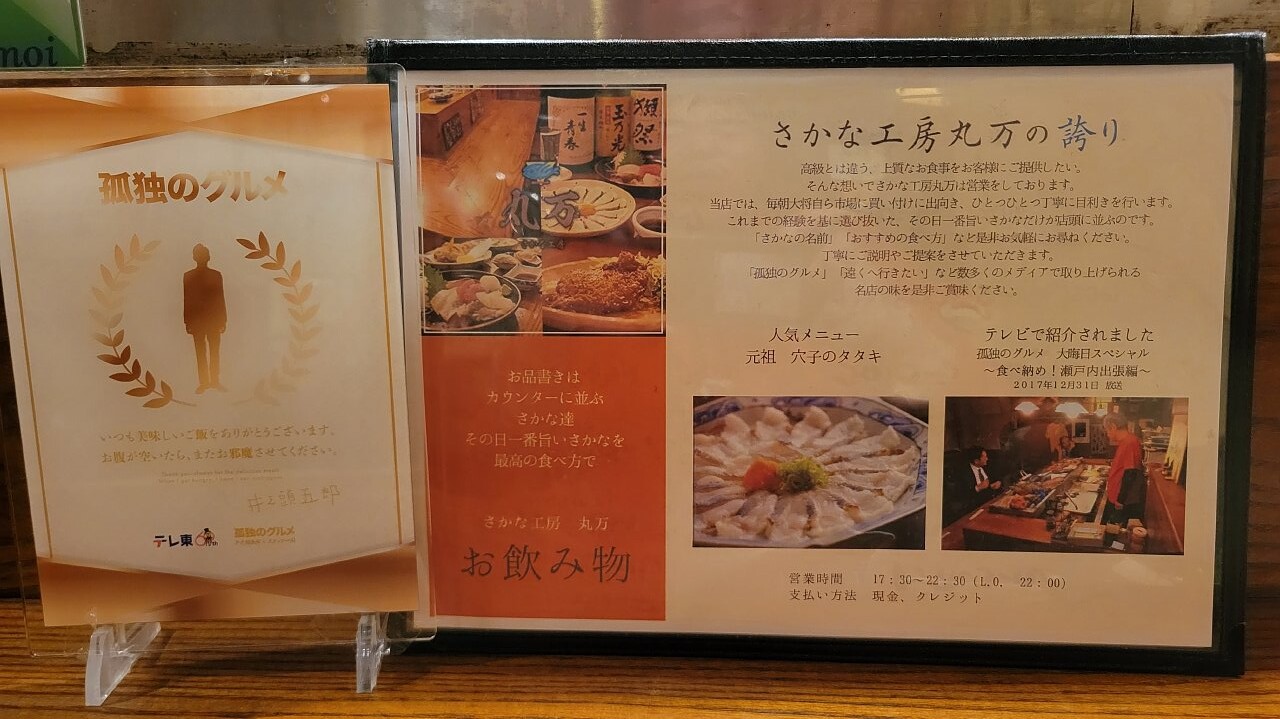 moi
孤独のグルメ
いつも美味しいご飯をありがとうございます。
お腹が空いたら、またお邪魔させてください。
井之頭五郎
テレ東
孤独のグルメ
一生青春
玉乃光
獺祭
丸万
お品書きは
カウンターに並ぶ
さかな達
その日一番旨いさかなを
最高の食べ方で
さかな工房 丸万
お飲み物
さかな工房丸万の誇り
高級とは違う、上質なお食事をお客様にご提供したい。
そんな想いでさかな工房丸万は営業をしております。
当店では、毎朝大将自ら市場に買い付けに出向き、ひとつひとつ丁寧に目利きを行います。
これまでの経験を基に選び抜いた、その日一番旨いさかなだけが店頭に並ぶのです。
「さかなの名前」「おすすめの食べ方」など是非お気軽にお尋ねください。
丁寧にご説明やご提案をさせていただきます。
「孤独のグルメ」「遠くへ行きたい」など数多くのメディアで取り上げられる
名店の味を是非ご賞味ください。
人気メニュー
元祖 穴子のタタキ
テレビで紹介されました
孤独のグルメ 大晦日スペシャル
～食べ納め！瀬戸内出張編～
2017年12月31日 放送
営業時間 17：30～22：30（L.O. 22：00）
支払い方法 現金、クレジット